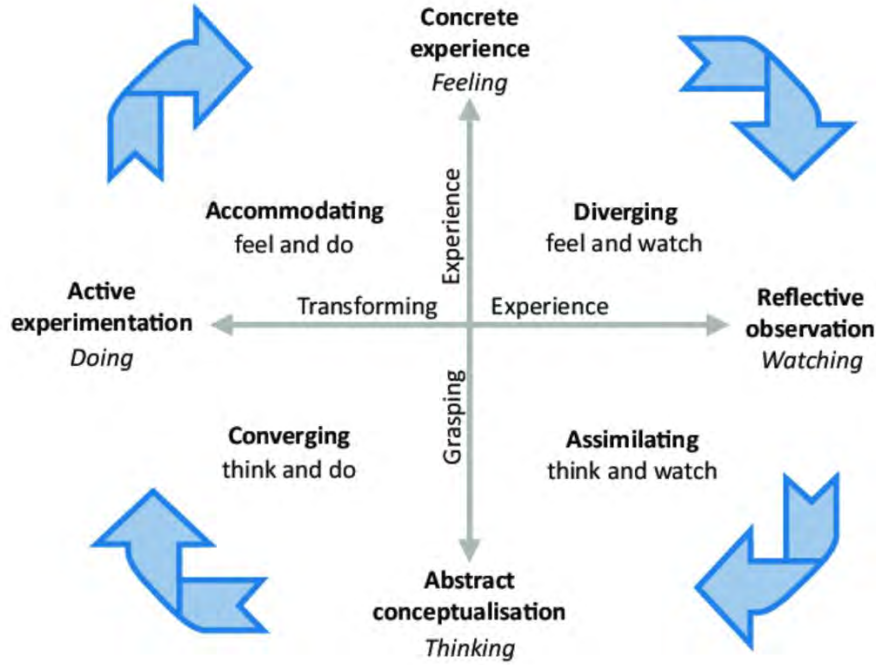 Concrete
experience
Feeling
Accommodating
feel and do
Experience
Diverging
feel and watch
Active
experimentation
Doing
Transforming
Experience
Reflective
observation
Watching
Converging
think and do
Grasping
Assimilating
think and watch
Abstract
conceptualisation
Thinking